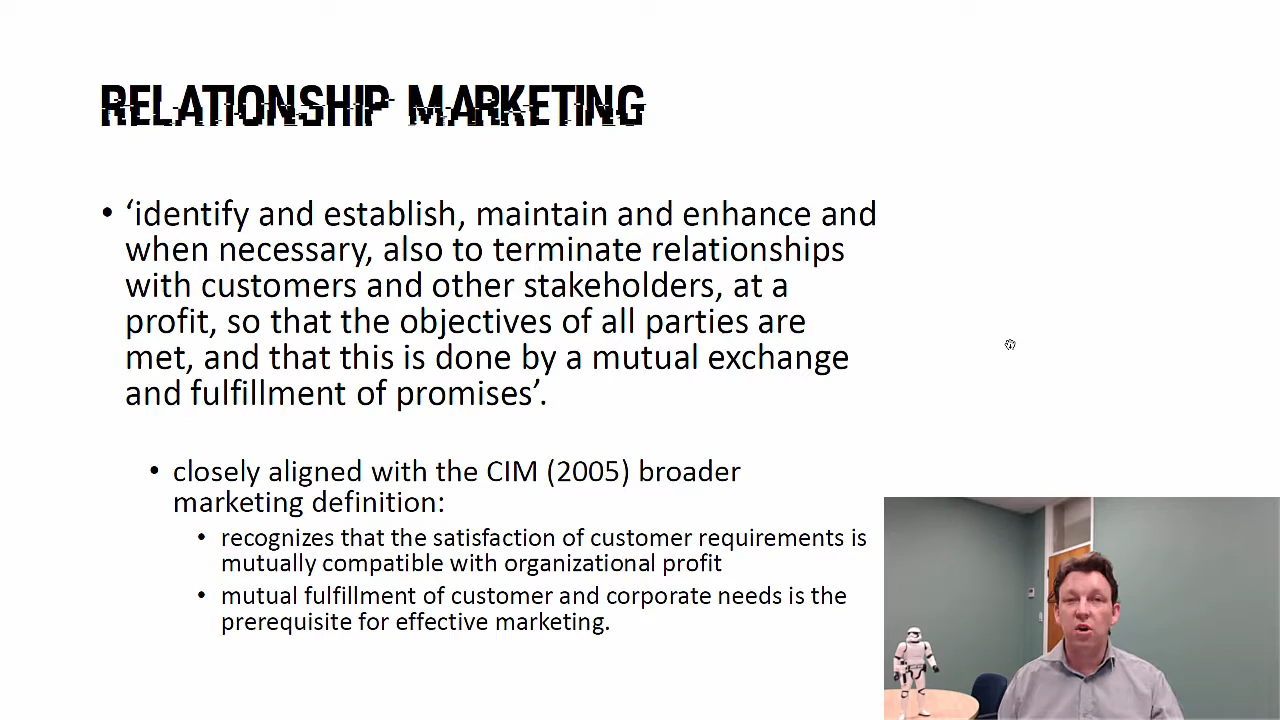 RELATIONSHIP MARKETING
• ‘identify and establish, maintain and enhance and
when necessary, also to terminate relationships
with customers and other stakeholders, at a
profit, so that the objectives of all parties are
met, and that this is done by a mutual exchange
and fulfillment of promises’.
• closely aligned with the CIM (2005) broader
marketing definition:
• recognizes that the satisfaction of customer requirements is
mutually compatible with organizational profit
• mutual fulfillment of customer and corporate needs is the
prerequisite for effective marketing.